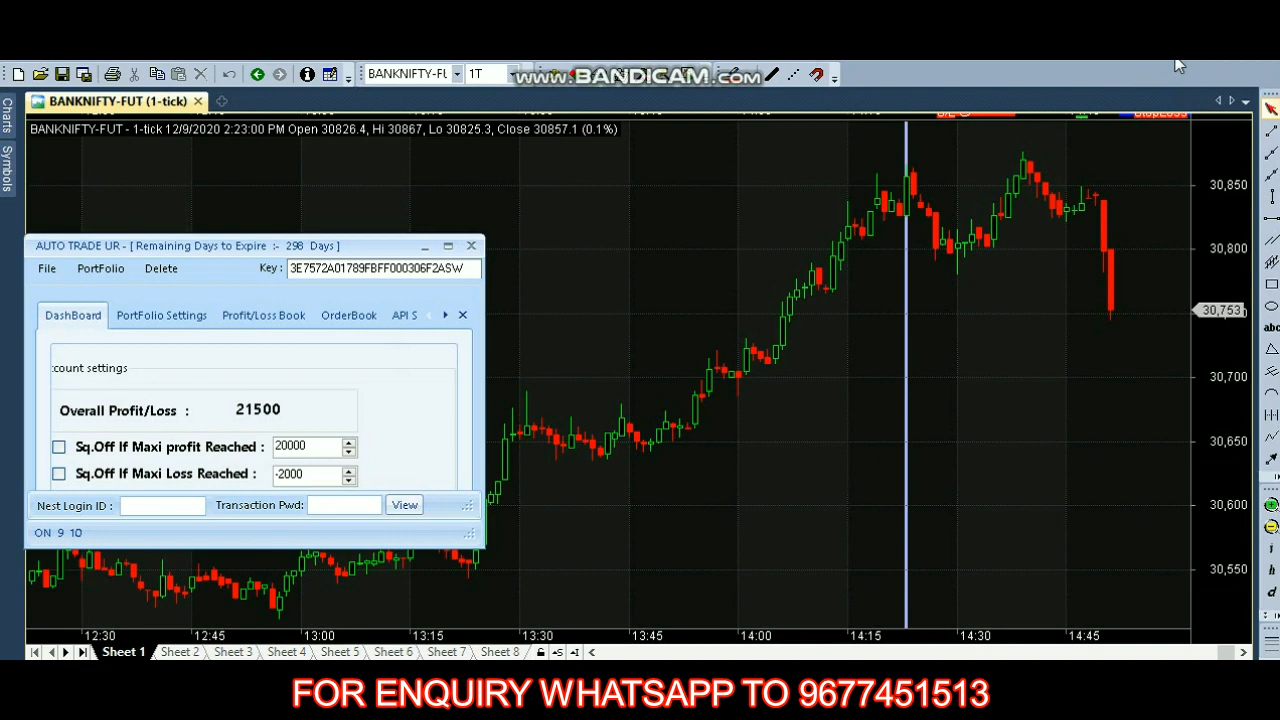 BANKNIFTY-FL
1T
www.BANDICAM.com
Charts
Symbols
BANKNIFTY-FUT (1-tick)
BANKNIFTY-FUT - 1-tick 12/9/2020 2:23:00 PM Open 30826.4, Hi 30867, Lo 30825.3, Close 30857.1 (0.1%)
30,850
30,800
30,753
30,700
30,650
30,600
30,550
AUTO TRADE UR - [ Remaining Days to Expire :- 298 Days ]
File PortFolio Delete Key : 3E7572A01789FBFF000306F2ASW
DashBoard PortFolio Settings Profit/Loss Book OrderBook API S
count settings
Overall Profit/Loss : 21500
Sq.Off If Maxi profit Reached : 20000
Sq.Off If Maxi Loss Reached : -2000
Nest Login ID : Transaction Pwd: View
ON 9 10
abc
i
h
d
12:30 12:45 13:00 13:15 13:30 13:45 14:00 14:15 14:30 14:45
Sheet 1 Sheet 2 Sheet 3 Sheet 4 Sheet 5 Sheet 6 Sheet 7 Sheet 8
FOR ENQUIRY WHATSAPP TO 9677451513